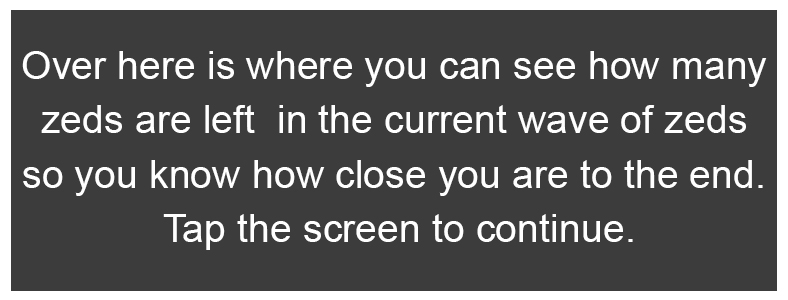 Over here is where you can see how many
zeds are left  in the current wave of zeds
so you know how close you are to the end.
Tap the screen to continue.